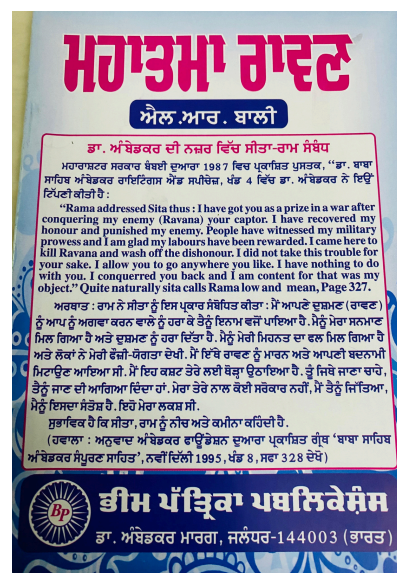 ਮਹਾਤਮਾ ਰਾਵਣ
ਐਲ.ਆਰ. ਬਾਲੀ
ਡਾ. ਅੰਬੇਡਕਰ ਦੀ ਨਜ਼ਰ ਵਿੱਚ ਸੀਤਾ-ਰਾਮ ਸੰਬੰਧ
ਮਹਾਰਾਸ਼ਟਰ ਸਰਕਾਰ ਬੰਬਈ ਦੁਆਰਾ 1987 ਵਿਚ ਪ੍ਰਕਾਸ਼ਿਤ ਪੁਸਤਕ, “ਡਾ. ਬਾਬਾ
ਸਾਹਿਬ ਅੰਬੇਡਕਰ ਰਾਇਟਿੰਗਸ ਐਂਡ ਸਪੀਚੇਜ਼, ਖੰਡ 4 ਵਿੱਚ ਡਾ. ਅੰਬੇਡਕਰ ਨੇ ਇਉਂ
ਟਿੱਪਣੀ ਕੀਤੀ ਹੈ :
“Rama addressed Sita thus : I have got you as a prize in a war after
conquering my enemy (Ravana) your captor. I have recovered my
honour and punished my enemy. People have witnessed my military
prowess and I am glad my labours have been rewarded. I came here to
kill Ravana and wash off the dishonour. I did not take this trouble for
your sake. I allow you to go anywhere you like. I have nothing to do
with you. I conquered you back and I am content for that was my
object.” Quite naturally sita calls Rama low and mean, Page 327.
ਅਰਥਾਤ : ਰਾਮ ਨੇ ਸੀਤਾ ਨੂੰ ਇਸ ਪ੍ਰਕਾਰ ਸੰਬੋਧਿਤ ਕੀਤਾ : ਮੈਂ ਆਪਣੇ ਦੁਸ਼ਮਣ (ਰਾਵਣ)
ਨੂੰ ਆਪ ਨੂੰ ਅਗਵਾ ਕਰਨ ਵਾਲੇ ਨੂੰ ਹਰਾ ਕੇ ਤੈਨੂੰ ਇਨਾਮ ਵਜੋਂ ਪਾਇਆ ਹੈ. ਮੈਨੂੰ ਮੇਰਾ ਸਨਮਾਣ
ਮਿਲ ਗਿਆ ਹੈ ਅਤੇ ਦੁਸ਼ਮਣ ਨੂੰ ਹਰਾ ਦਿੱਤਾ ਹੈ. ਮੈਨੂੰ ਮੇਰੀ ਮਿਹਨਤ ਦਾ ਫਲ ਮਿਲ ਗਿਆ ਹੈ
ਅਤੇ ਲੋਕਾਂ ਨੇ ਮੇਰੀ ਫੌਜ਼ੀ-ਯੋਗਤਾ ਦੇਖੀ. ਮੈਂ ਇੱਥੇ ਰਾਵਣ ਨੂੰ ਮਾਰਨ ਅਤੇ ਆਪਣੀ ਬਦਨਾਮੀ
ਮਿਟਾਉਣ ਆਇਆ ਸੀ. ਮੈਂ ਇਹ ਕਸ਼ਟ ਤੇਰੇ ਲਈ ਥੋੜ੍ਹਾ ਉਠਾਇਆ ਹੈ. ਤੂੰ ਜਿਥੇ ਜਾਣਾ ਚਾਹੇ,
ਤੈਨੂੰ ਜਾਣ ਦੀ ਆਗਿਆ ਦਿੰਦਾ ਹਾਂ. ਮੇਰਾ ਤੇਰੇ ਨਾਲ ਕੋਈ ਸਰੋਕਾਰ ਨਹੀਂ, ਮੈਂ ਤੈਨੂੰ ਜਿੱਤਿਆ,
ਮੈਨੂੰ ਇਸਦਾ ਸੰਤੋਸ਼ ਹੈ. ਇਹੋ ਮੇਰਾ ਲਕਸ਼ ਸੀ.
ਸੁਭਾਵਿਕ ਹੈ ਕਿ ਸੀਤਾ, ਰਾਮ ਨੂੰ ਨੀਚ ਅਤੇ ਕਮੀਨਾ ਕਹਿੰਦੀ ਹੈ.
(ਹਵਾਲਾ : ਅਨੁਵਾਦ ਅੰਬੇਡਕਰ ਫਾਊਂਡੇਸ਼ਨ ਦੁਆਰਾ ਪ੍ਰਕਾਸ਼ਿਤ ਗ੍ਰੰਥ ‘ਬਾਬਾ ਸਾਹਿਬ
ਅੰਬੇਡਕਰ ਸੰਪੂਰਣ ਸਾਹਿਤ’, ਨਵੀਂ ਦਿੱਲੀ 1995, ਖੰਡ 8, ਸਫਾ 328 ਦੇਖੋ)
BP
ਭੀਮ ਪੱਤ੍ਰਿਕਾ ਪਬਲਿਕੇਸ਼ੰਸ
ਡਾ. ਅੰਬੇਡਕਰ ਮਾਰਗ, ਜਲੰਧਰ-144003 (ਭਾਰਤ)